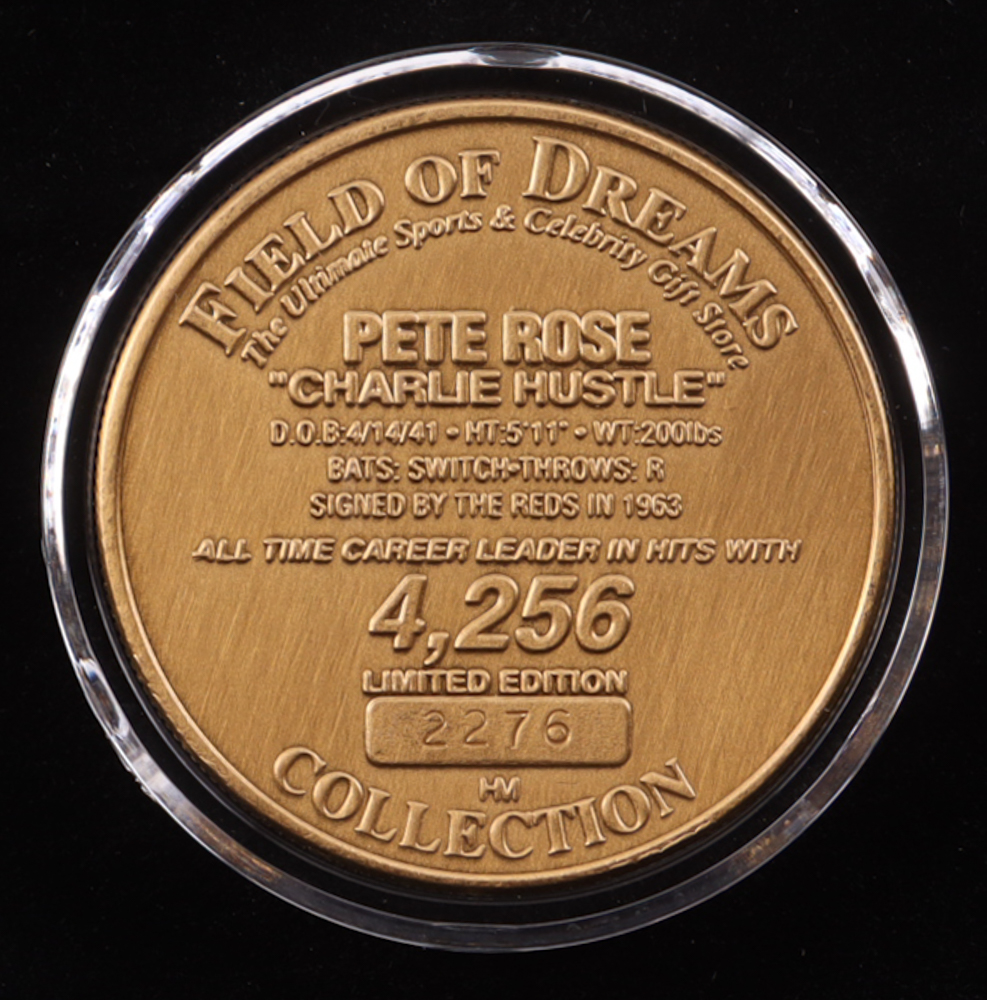 FIELD OF DREAMS
The Ultimate Sports & Celebrity Gift Store
PETE ROSE
"CHARLIE HUSTLE"
D.O.B:4/14/41 • HT:5'11" • WT:200lbs
BATS: SWITCH•THROWS: R
SIGNED BY THE REDS IN 1963
ALL TIME CAREER LEADER IN HITS WITH
4,256
LIMITED EDITION
2276
HM
COLLECTION